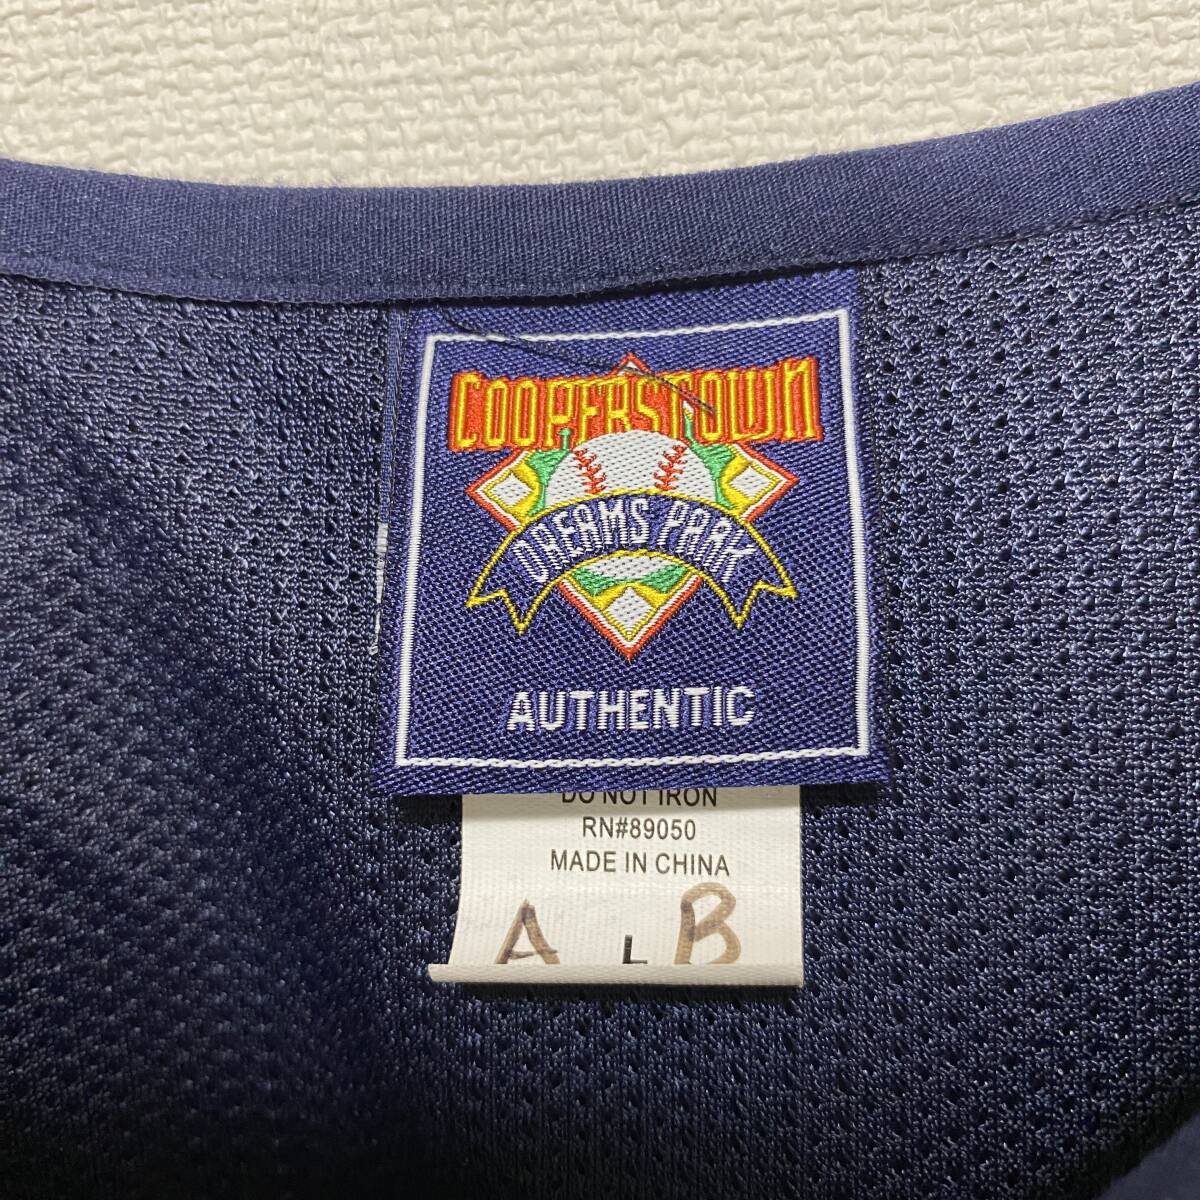 COOPERSTOWN
DREAMS PARK
AUTHENTIC
DO NOT IRON
RN#89050
MADE IN CHINA
A L B